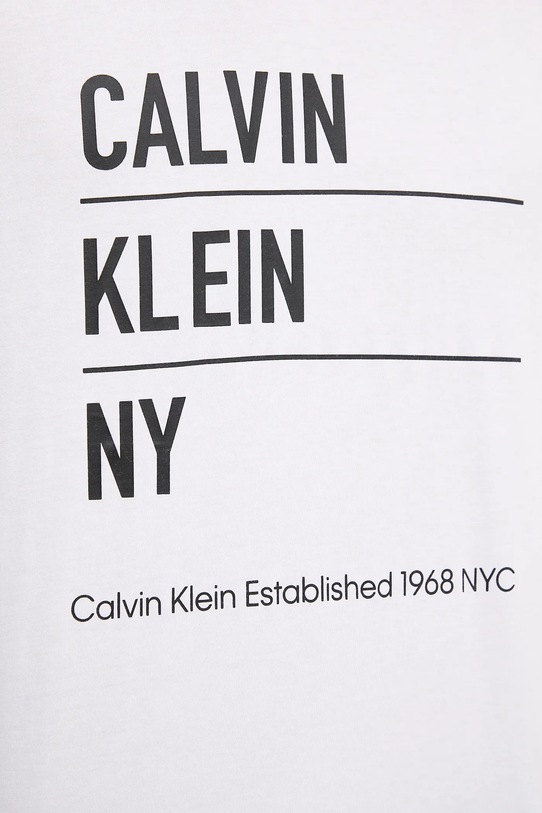 CALVIN
KLEIN
NY
Calvin Klein Established 1968 NYC